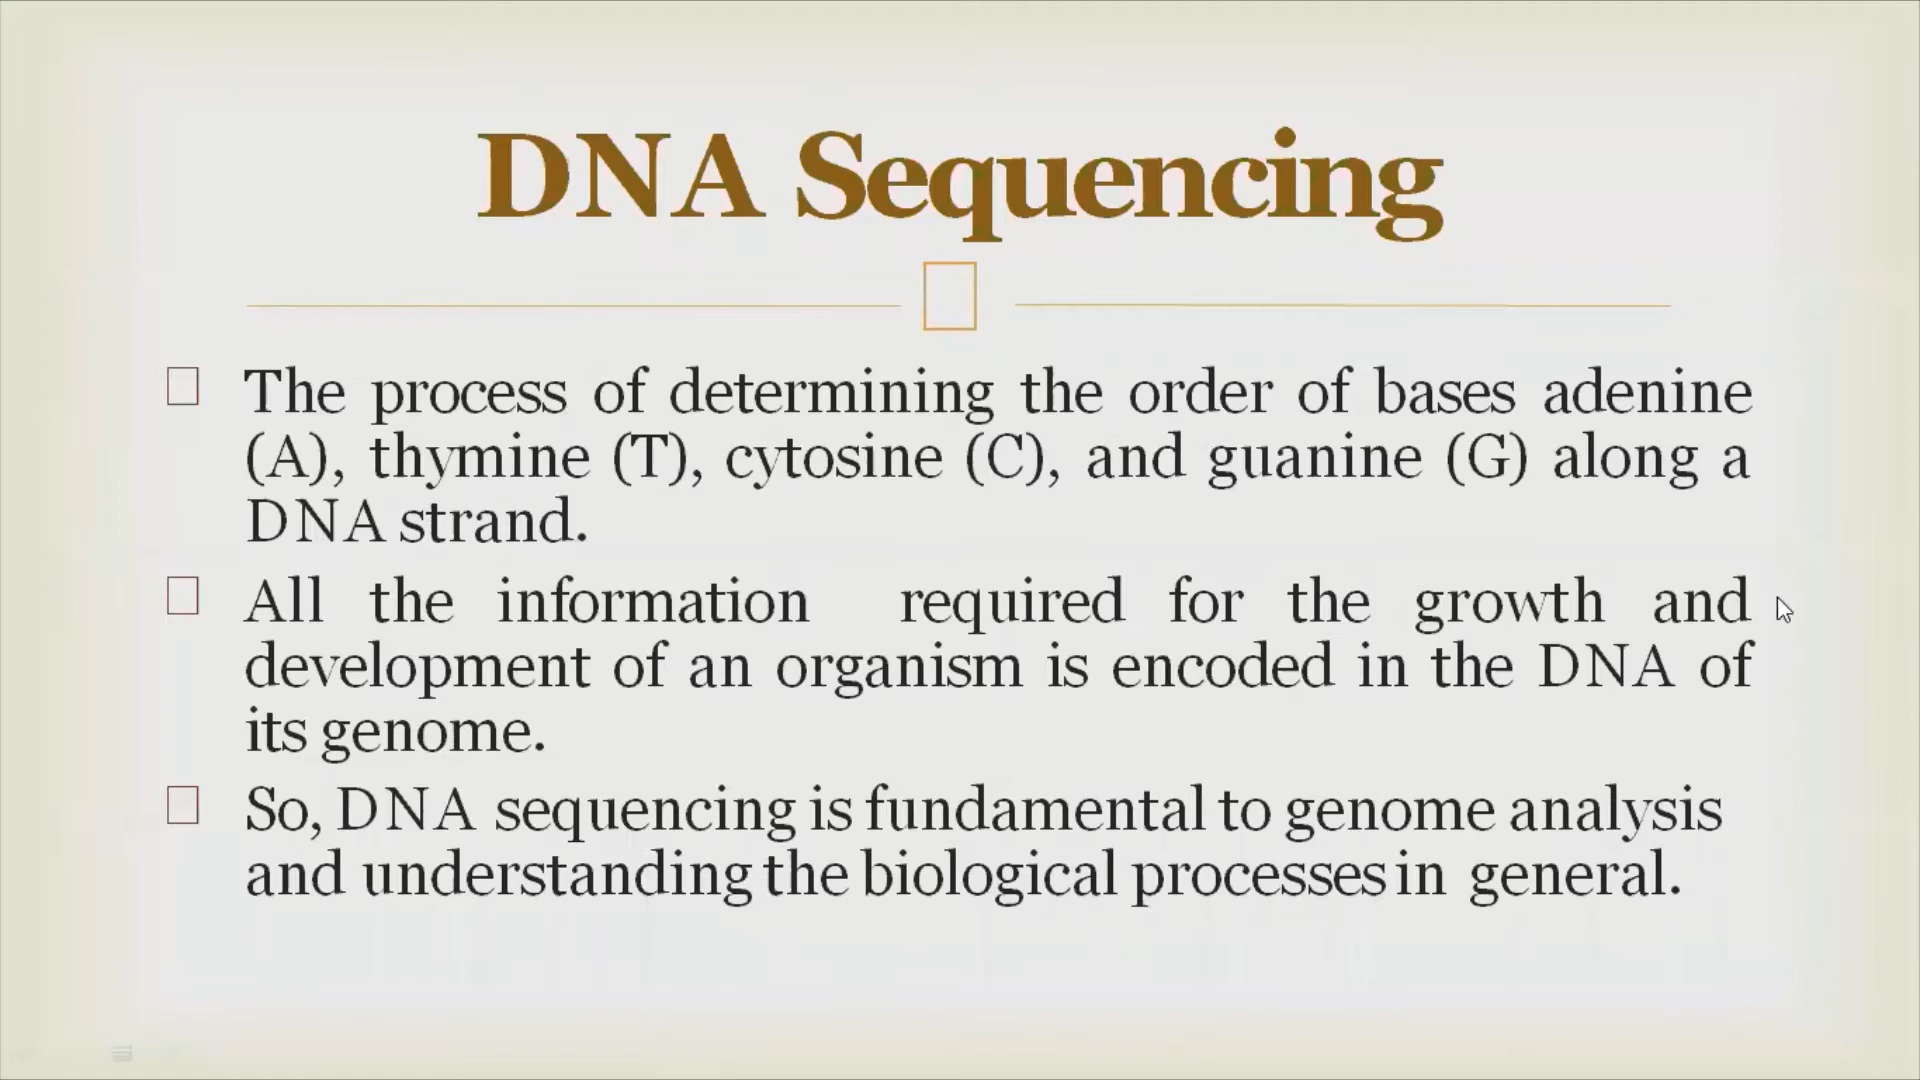 DNA Sequencing
The process of determining the order of bases adenine
(A), thymine (T), cytosine (C), and guanine (G) along a
DNA strand.
All the information required for the growth and
development of an organism is encoded in the DNA of
its genome.
So, DNA sequencing is fundamental to genome analysis
and understanding the biological processes in general.